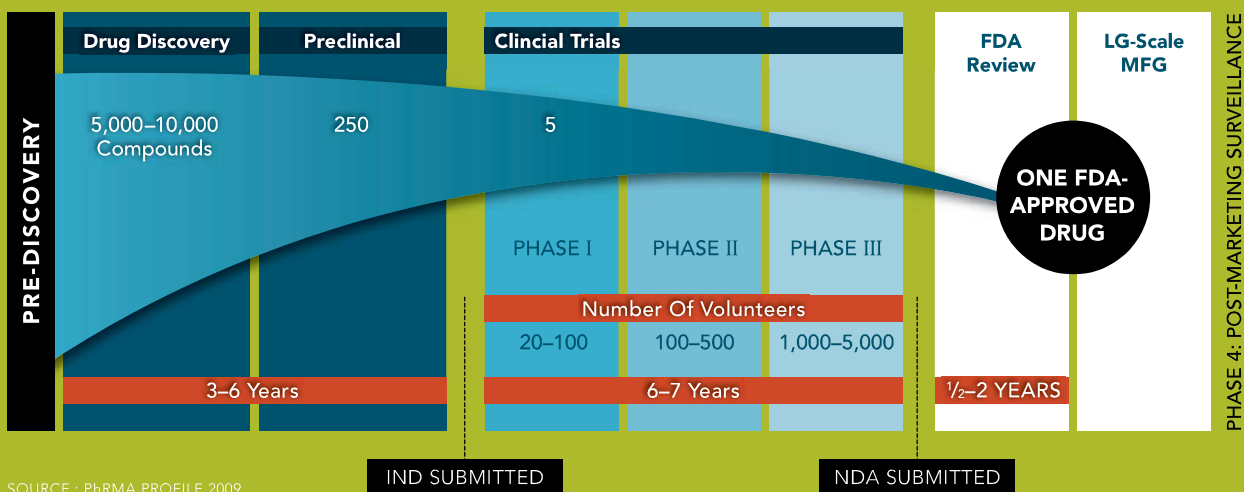 PRE-DISCOVERY
Drug Discovery
Preclinical
Clincial Trials
FDA
Review
LG-Scale
MFG
5,000–10,000
Compounds
250
5
ONE FDA-
APPROVED
DRUG
PHASE I
PHASE II
PHASE III
Number Of Volunteers
20–100
100–500
1,000–5,000
3–6 Years
6–7 Years
½–2 YEARS
PHASE 4: POST-MARKETING SURVEILLANCE
IND SUBMITTED
NDA SUBMITTED
SOURCE : PhRMA PROFILE 2009